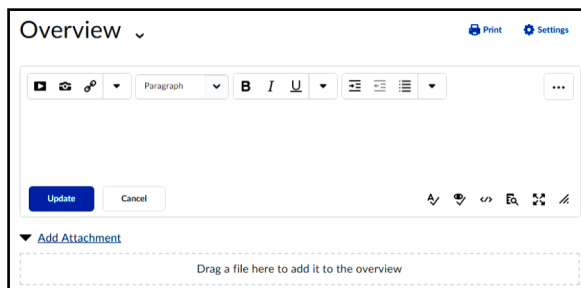 Overview
Print Settings
Paragraph B I U
Update Cancel
Add Attachment
Drag a file here to add it to the overview